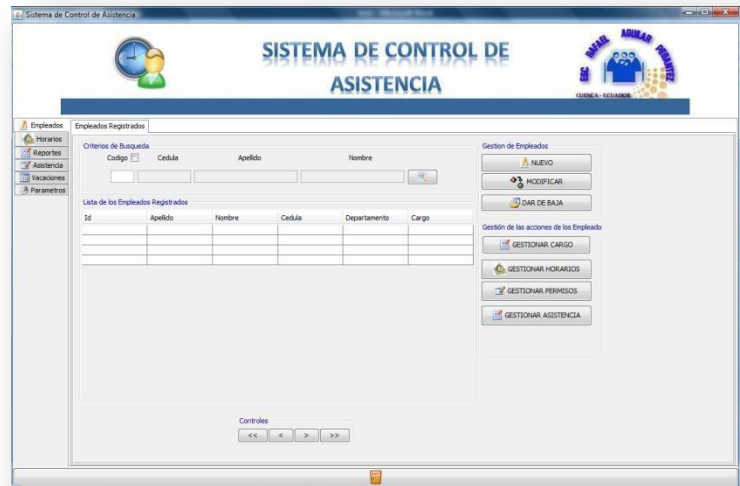 Sistema de Control de Asistencia
SISTEMA DE CONTROL DE
ASISTENCIA
ESC RAFAEL AGUILAR PESANTEZ
CUENCA - ECUADOR
Empleados
Horarios
Reportes
Asistencia
Vacaciones
Parametros
Empleados Registrados
Criterios de Busqueda
Codigo Cedula Apellido Nombre
Lista de los Empleados Registrados
Id Apellido Nombre Cedula Departamento Cargo
Controles
<< < > >>
Gestion de Empleados
NUEVO
MODIFICAR
DAR DE BAJA
Gestión de las acciones de los Empleado
GESTIONAR CARGO
GESTIONAR HORARIOS
GESTIONAR PERMISOS
GESTIONAR ASISTENCIA